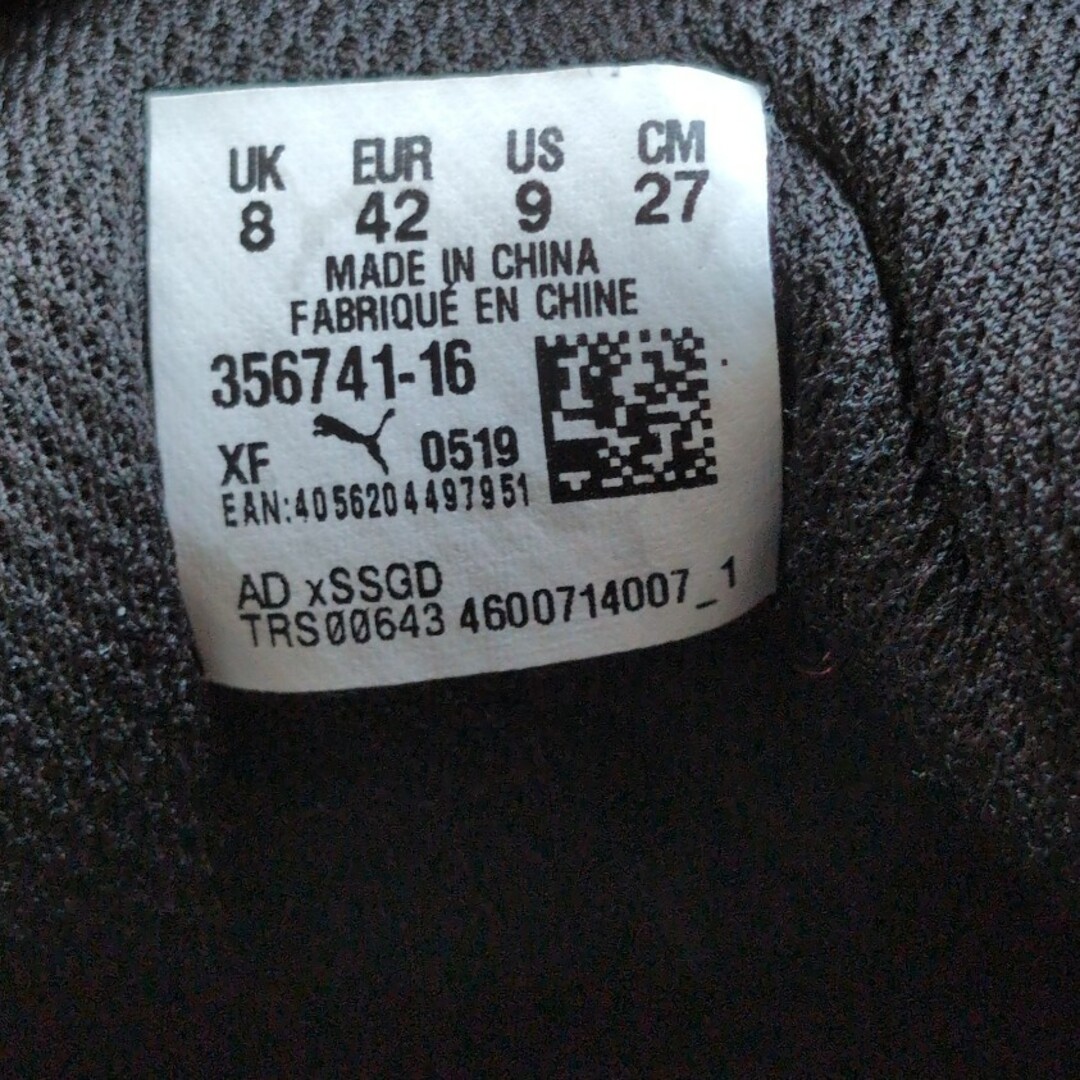 UK EUR US CM
8 42 9 27
MADE IN CHINA
FABRIQUÉ EN CHINE
356741-16
XF 0519
EAN:4056204497951
AD xSSGD
TRS00643 4600714007_1